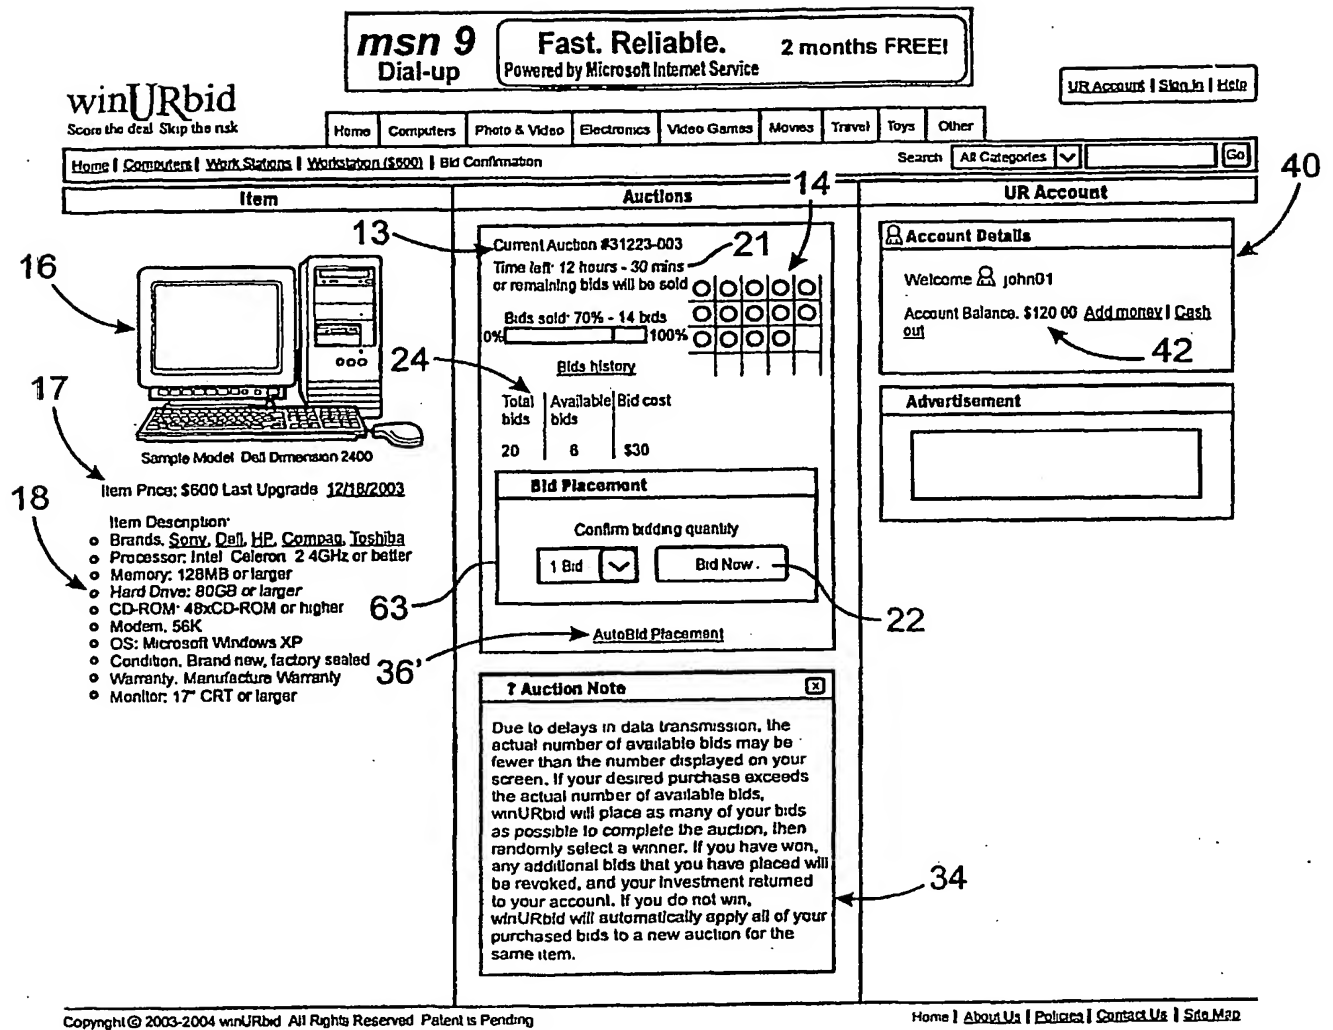 msn 9
Dial-up
Fast. Reliable.
Powered by Microsoft Internet Service
2 months FREE!
winURbid
Score the deal Skip the risk
UR Account | Sign In | Help
Home Computers Photo & Video Electronics Video Games Movies Travel Toys Other
Home | Computers | Work Stations | Workstation ($600) | Bid Confirmation
Search All Categories Go
Item
Auctions
UR Account
14
40
13
Current Auction #31223-003
21
Time left: 12 hours - 30 mins
or remaining bids will be sold
Bids sold: 70% - 14 bids
0% 100%
Bids history
24
Total bids
Available bids
Bid cost
20 6 $30
Account Details
Welcome john01
Account Balance. $120 00 Add money | Cash
out
42
Advertisement
16
17
Sample Model Dell Dimension 2400
Item Price: $600 Last Upgrade 12/18/2003
18
Item Description:
Brands, Sony, Dell, HP, Compaq, Toshiba
Processor: Intel Celeron 2 4GHz or better
Memory: 128MB or larger
Hard Drive: 80GB or larger
CD-ROM: 48xCD-ROM or higher
Modem, 56K
OS: Microsoft Windows XP
Condition, Brand new, factory sealed
Warranty, Manufacture Warranty
Monitor: 17" CRT or larger
Bid Placement
Confirm bidding quantity
1 Bid
Bid Now.
63
22
AutoBid Placement
36'
? Auction Note
x
Due to delays in data transmission, the
actual number of available bids may be
fewer than the number displayed on your
screen. If your desired purchase exceeds
the actual number of available bids,
winURbid will place as many of your bids
as possible to complete the auction, then
randomly select a winner. If you have won,
any additional bids that you have placed will
be revoked, and your investment returned
to your account. If you do not win,
winURbid will automatically apply all of your
purchased bids to a new auction for the
same item.
34
Copyright © 2003-2004 winURbid All Rights Reserved Patent is Pending
Home | About Us | Policies | Contact Us | Site Map